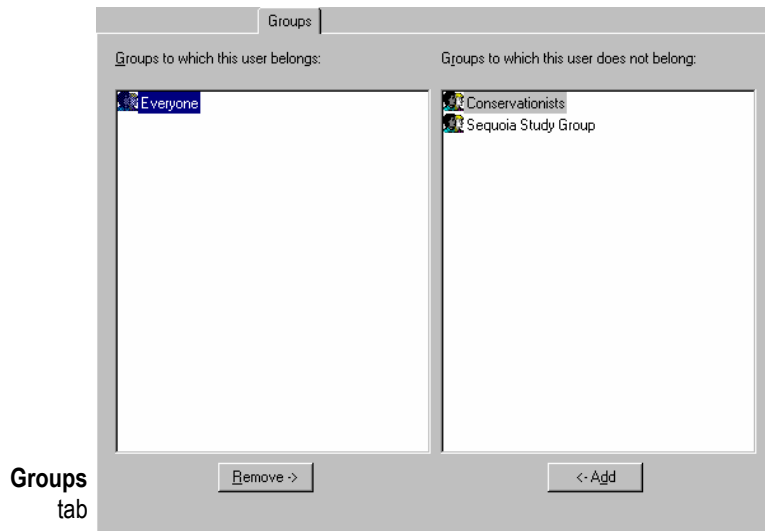 Groups
Groups to which this user belongs:
Groups to which this user does not belong:
Everyone
Conservationists
Sequoia Study Group
Remove ->
<- Add
Groups
tab